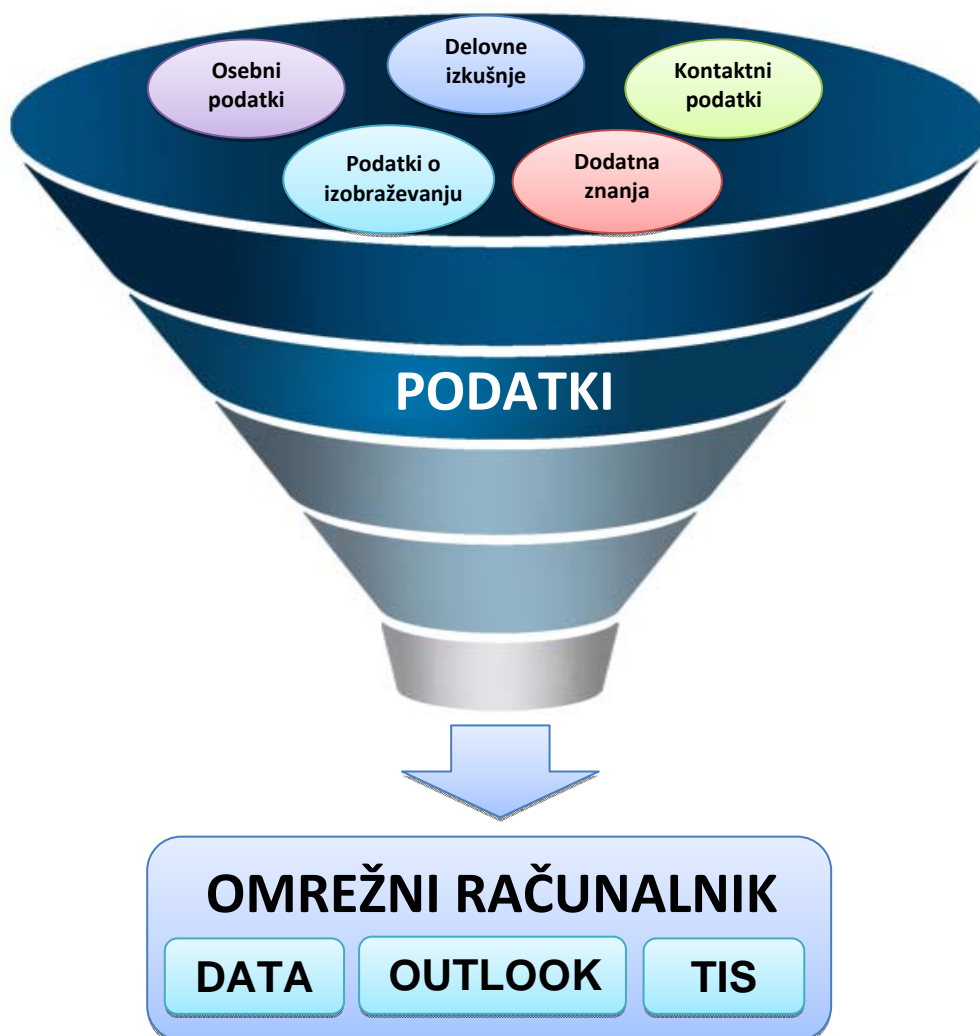 Osebni
podatki
Delovne
izkušnje
Kontaktni
podatki
Podatki o
izobraževanju
Dodatna
znanja
PODATKI
OMREŽNI RAČUNALNIK
DATA
OUTLOOK
TIS